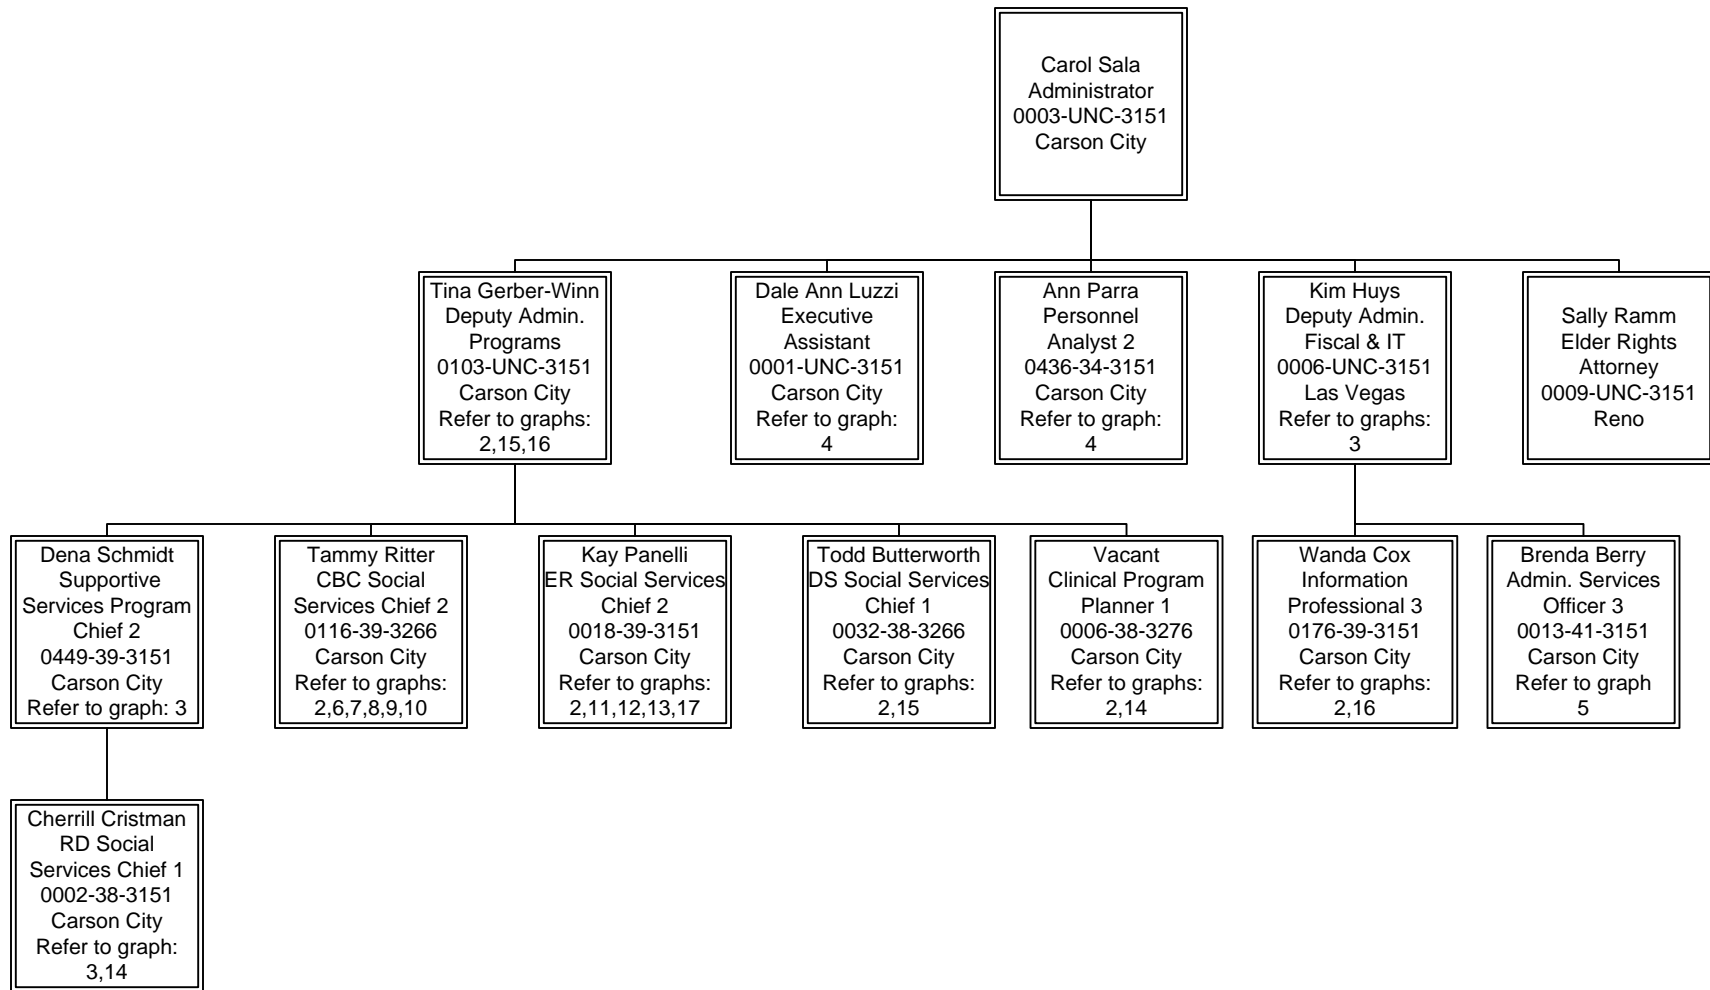 Carol Sala
Administrator
0003-UNC-3151
Carson City
Tina Gerber-Winn
Deputy Admin.
Programs
0103-UNC-3151
Carson City
Refer to graphs:
2,15,16
Dale Ann Luzzi
Executive
Assistant
0001-UNC-3151
Carson City
Refer to graph:
4
Ann Parra
Personnel
Analyst 2
0436-34-3151
Carson City
Refer to graph:
4
Kim Huys
Deputy Admin.
Fiscal & IT
0006-UNC-3151
Las Vegas
Refer to graphs:
3
Sally Ramm
Elder Rights
Attorney
0009-UNC-3151
Reno
Dena Schmidt
Supportive
Services Program
Chief 2
0449-39-3151
Carson City
Refer to graph: 3
Tammy Ritter
CBC Social
Services Chief 2
0116-39-3266
Carson City
Refer to graphs:
2,6,7,8,9,10
Kay Panelli
ER Social Services
Chief 2
0018-39-3151
Carson City
Refer to graphs:
2,11,12,13,17
Todd Butterworth
DS Social Services
Chief 1
0032-38-3266
Carson City
Refer to graphs:
2,15
Vacant
Clinical Program
Planner 1
0006-38-3276
Carson City
Refer to graphs:
2,14
Wanda Cox
Information
Professional 3
0176-39-3151
Carson City
Refer to graphs:
2,16
Brenda Berry
Admin. Services
Officer 3
0013-41-3151
Carson City
Refer to graph
5
Cherrill Cristman
RD Social
Services Chief 1
0002-38-3151
Carson City
Refer to graph:
3,14